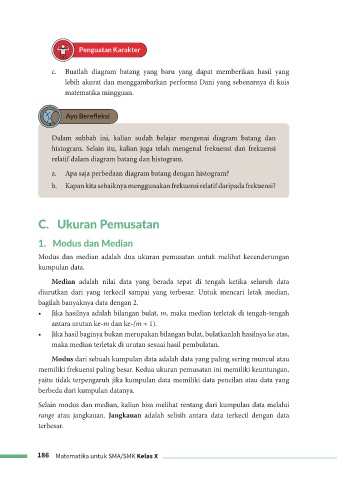 Penguatan Karakter
c. Buatlah diagram batang yang baru yang dapat memberikan hasil yang
lebih akurat dan menggambarkan performa Dani yang sebenarnya di kuis
matematika mingguan.
Ayo Berefleksi
Dalam subbab ini, kalian sudah belajar mengenai diagram batang dan
histogram. Selain itu, kalian juga telah mengenal frekuensi dan frekuensi
relatif dalam diagram batang dan histogram.
a. Apa saja perbedaan diagram batang dengan histogram?
b. Kapan kita sebaiknya menggunakan frekuensi relatif daripada frekuensi?
C. Ukuran Pemusatan
1. Modus dan Median
Modus dan median adalah dua ukuran pemusatan untuk melihat kecenderungan
kumpulan data.
Median adalah nilai data yang berada tepat di tengah ketika seluruh data
diurutkan dari yang terkecil sampai yang terbesar. Untuk mencari letak median,
bagilah banyaknya data dengan 2.
• Jika hasilnya adalah bilangan bulat, m, maka median terletak di tengah-tengah
antara urutan ke-m dan ke-(m + 1).
• Jika hasil baginya bukan merupakan bilangan bulat, bulatkanlah hasilnya ke atas,
maka median terletak di urutan sesuai hasil pembulatan.
Modus dari sebuah kumpulan data adalah data yang paling sering muncul atau
memiliki frekuensi paling besar. Kedua ukuran pemusatan ini memiliki keuntungan,
yaitu tidak terpengaruh jika kumpulan data memiliki data pencilan atau data yang
berbeda dari kumpulan datanya.
Selain modus dan median, kalian bisa melihat rentang dari kumpulan data melalui
range atau jangkauan. Jangkauan adalah selisih antara data terkecil dengan data
terbesar.
186 Matematika untuk SMA/SMK Kelas X